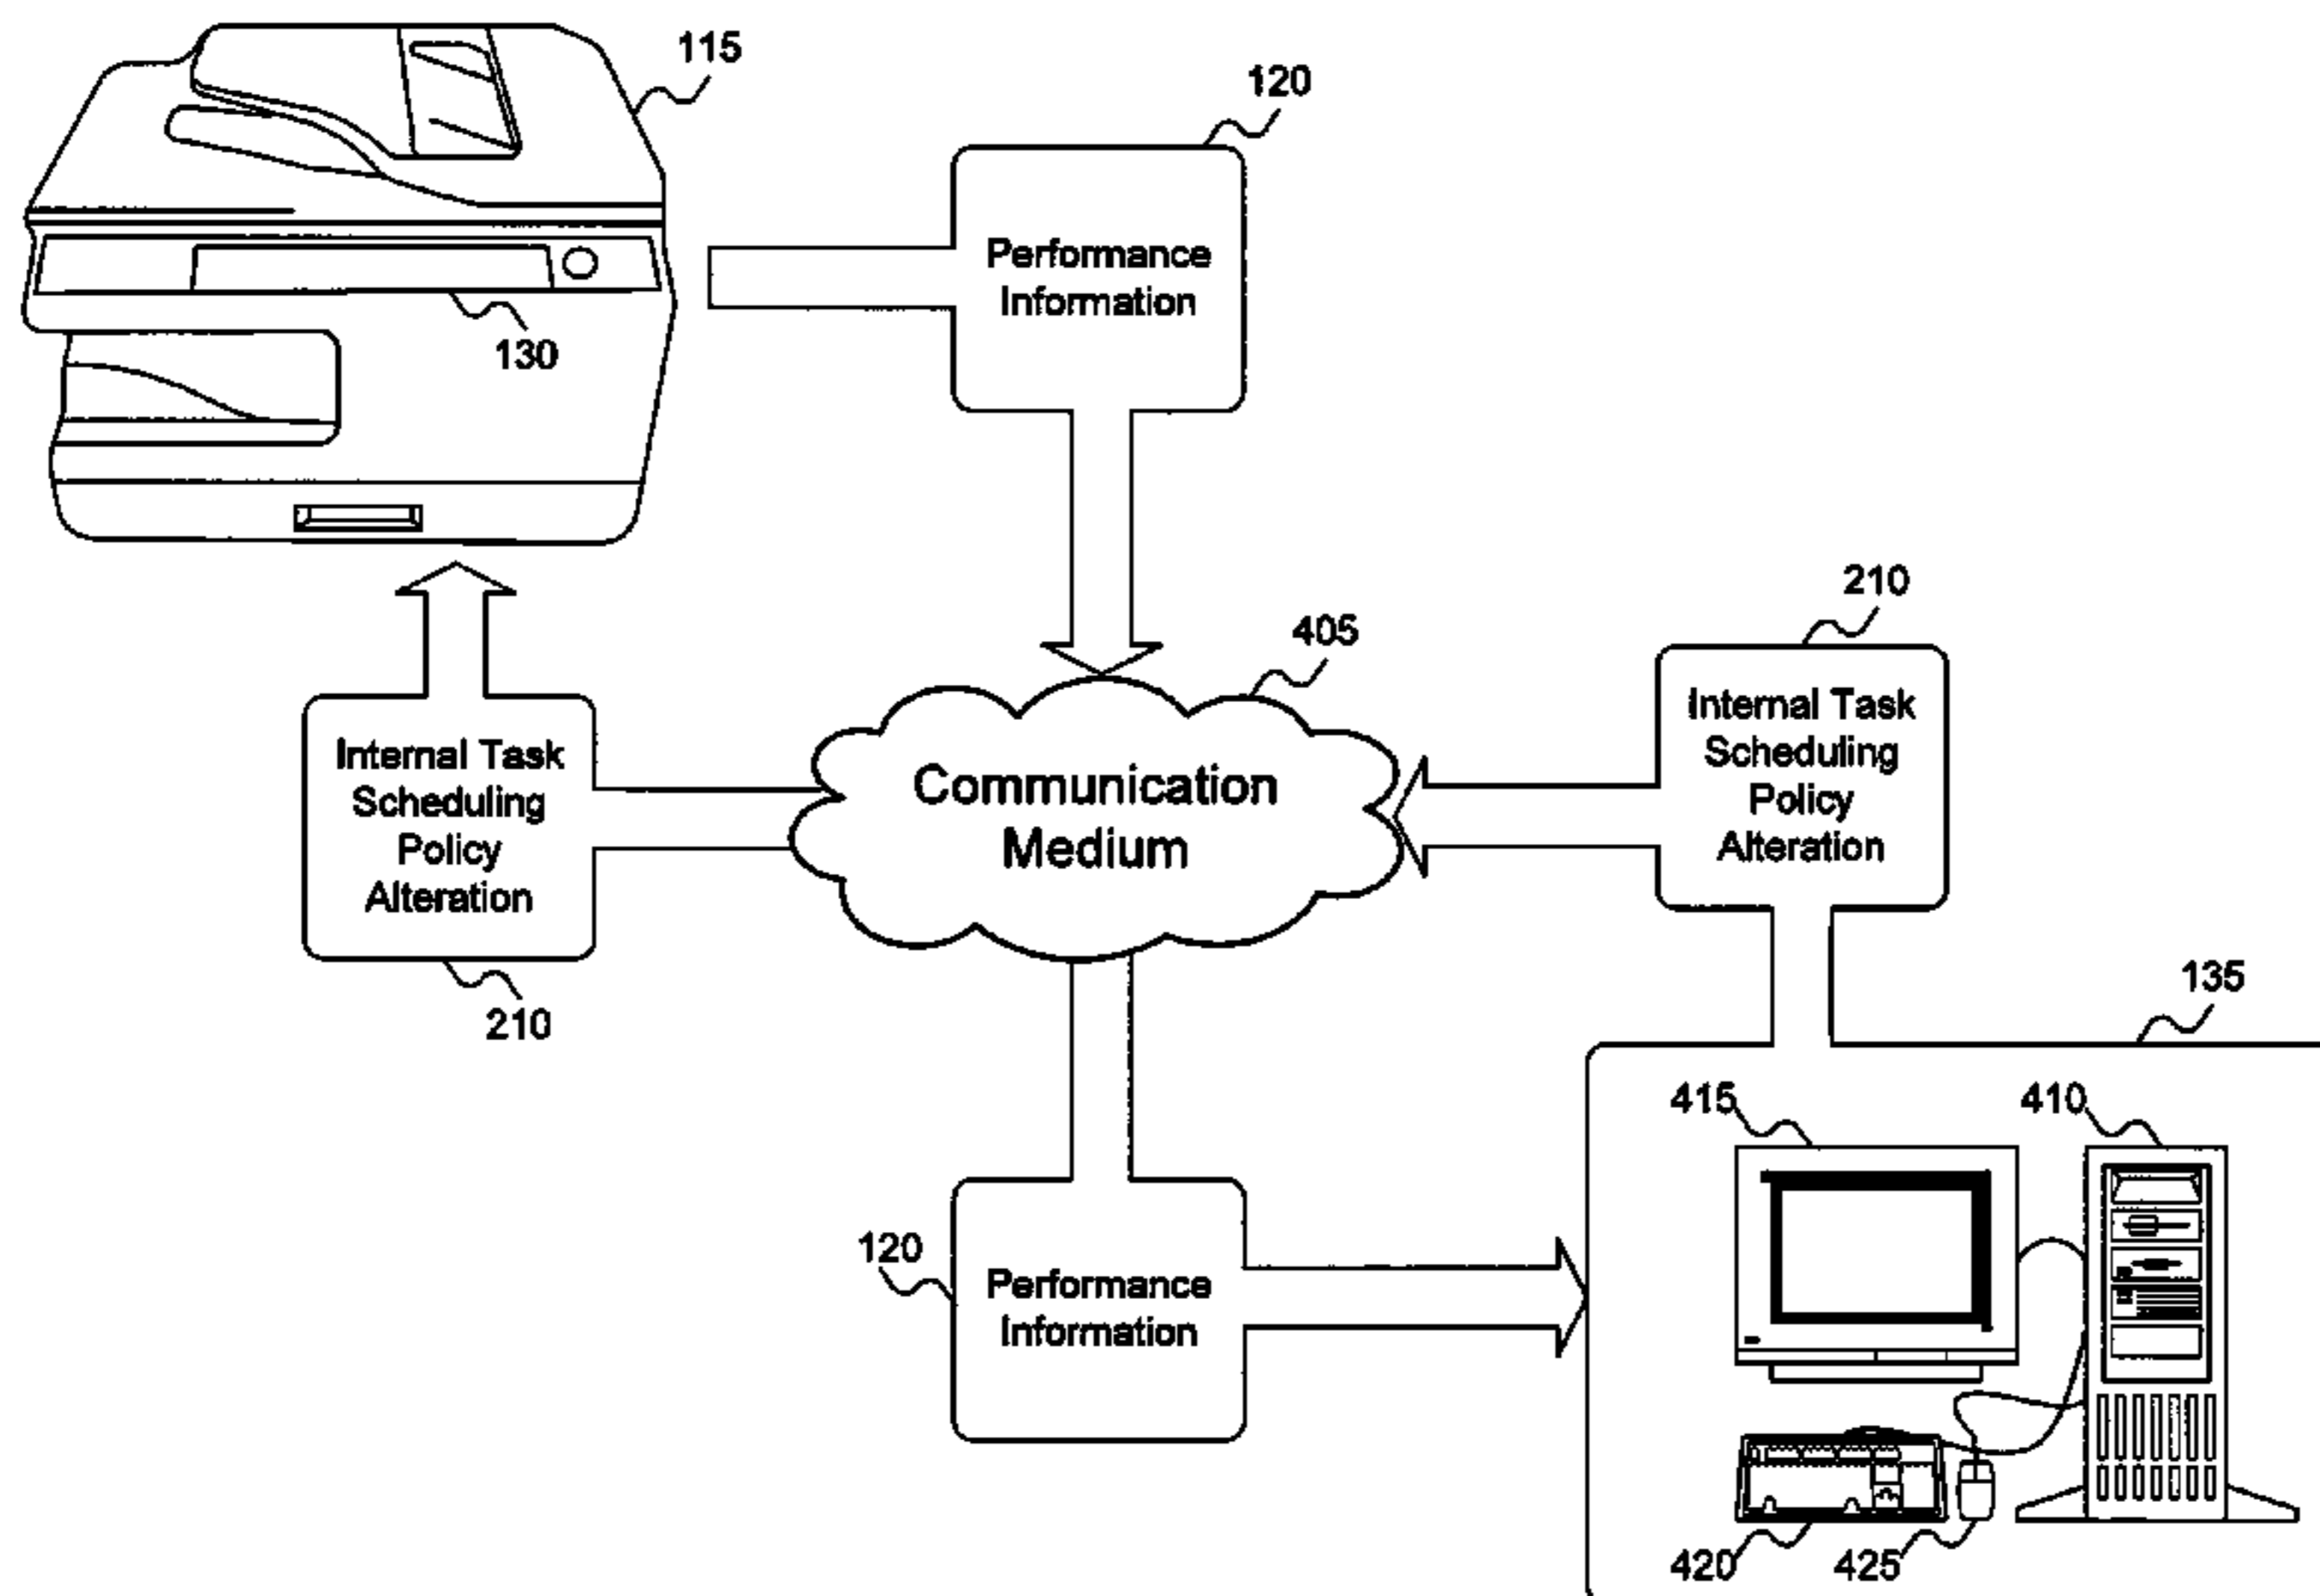 115
120
Performance
Information
130
405
210
Internal Task
Scheduling
Policy
Alteration
Internal Task
Scheduling
Policy
Alteration
210
Communication
Medium
135
415
410
120
Performance
Information
420
425